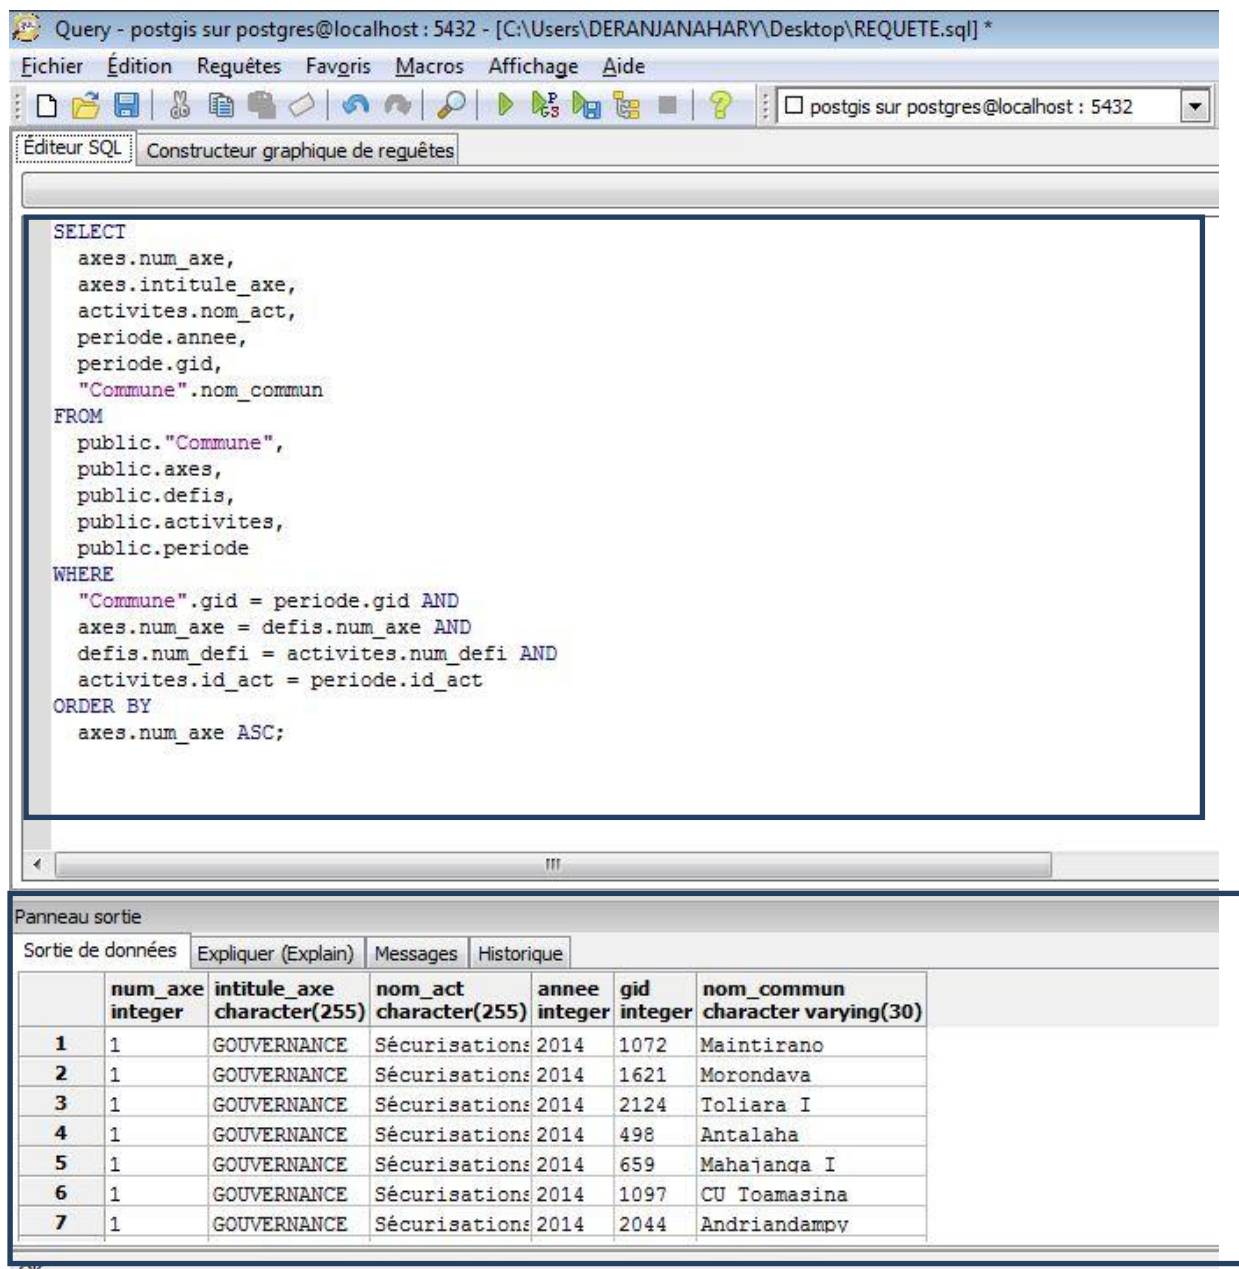 Query - postgis sur postgres@localhost : 5432 - [C:\Users\DERANJANAHARY\Desktop\REQUETE.sql] *
Fichier Édition Requêtes Favoris Macros Affichage Aide
postgis sur postgres@localhost : 5432
Éditeur SQL Constructeur graphique de requêtes
SELECT
axes.num_axe,
axes.intitule_axe,
activites.nom_act,
periode.annee,
periode.gid,
"Commune".nom_commun
FROM
public."Commune",
public.axes,
public.defis,
public.activites,
public.periode
WHERE
"Commune".gid = periode.gid AND
axes.num_axe = defis.num_axe AND
defis.num_defi = activites.num_defi AND
activites.id_act = periode.id_act
ORDER BY
axes.num_axe ASC;
Panneau sortie
Sortie de données Expliquer (Explain) Messages Historique
num_axe intitule_axe nom_act annee gid nom_commun
integer character(255) character(255) integer integer character varying(30)
1 1 GOUVERNANCE Sécurisations 2014 1072 Maintirano
2 1 GOUVERNANCE Sécurisations 2014 1621 Morondava
3 1 GOUVERNANCE Sécurisations 2014 2124 Toliara I
4 1 GOUVERNANCE Sécurisations 2014 498 Antalaha
5 1 GOUVERNANCE Sécurisations 2014 659 Mahajanga I
6 1 GOUVERNANCE Sécurisations 2014 1097 CU Toamasina
7 1 GOUVERNANCE Sécurisations 2014 2044 Andriandampy